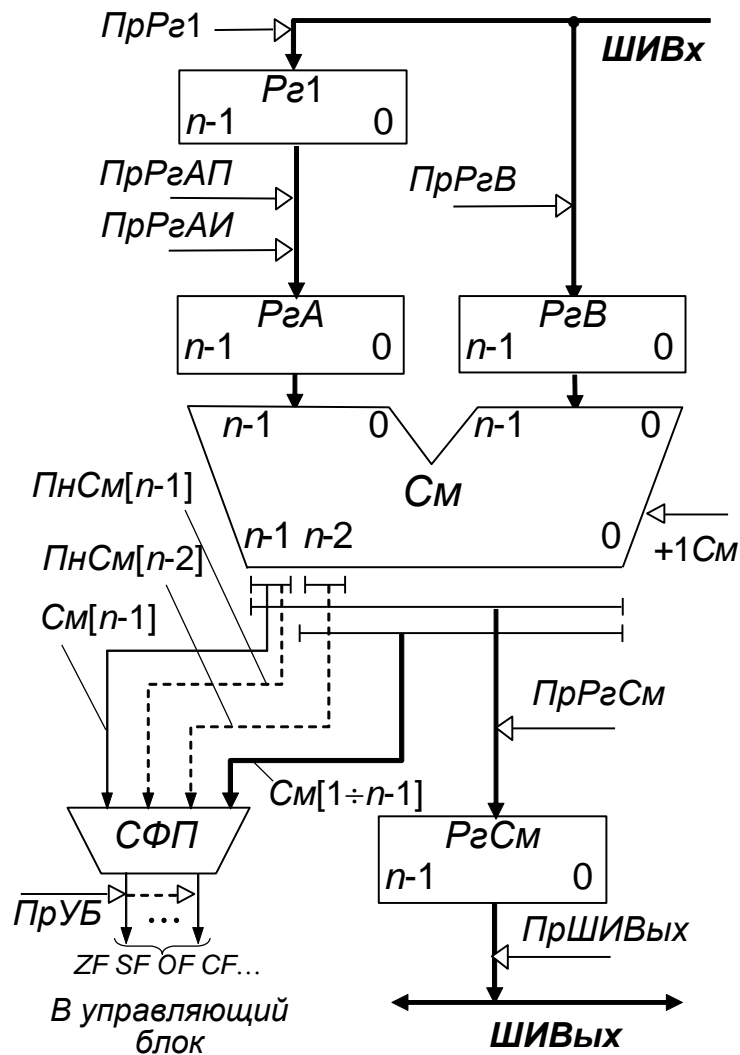 ПрРг1
ШИВх
Рг1
n-1 0
ПрРгАП
ПрРгВ
ПрРгАИ
РгА
РгВ
n-1 0
n-1 0
n-1 0 n-1 0
См
ПнСм[n-1]
n-1 n-2 0
+1См
ПнСм[n-2]
См[n-1]
ПрРгСм
См[1÷n-1]
СФП
РгСм
n-1 0
ПрУБ
...
ПрШИВых
ZF SF OF CF...
В управляющий
блок
ШИВых